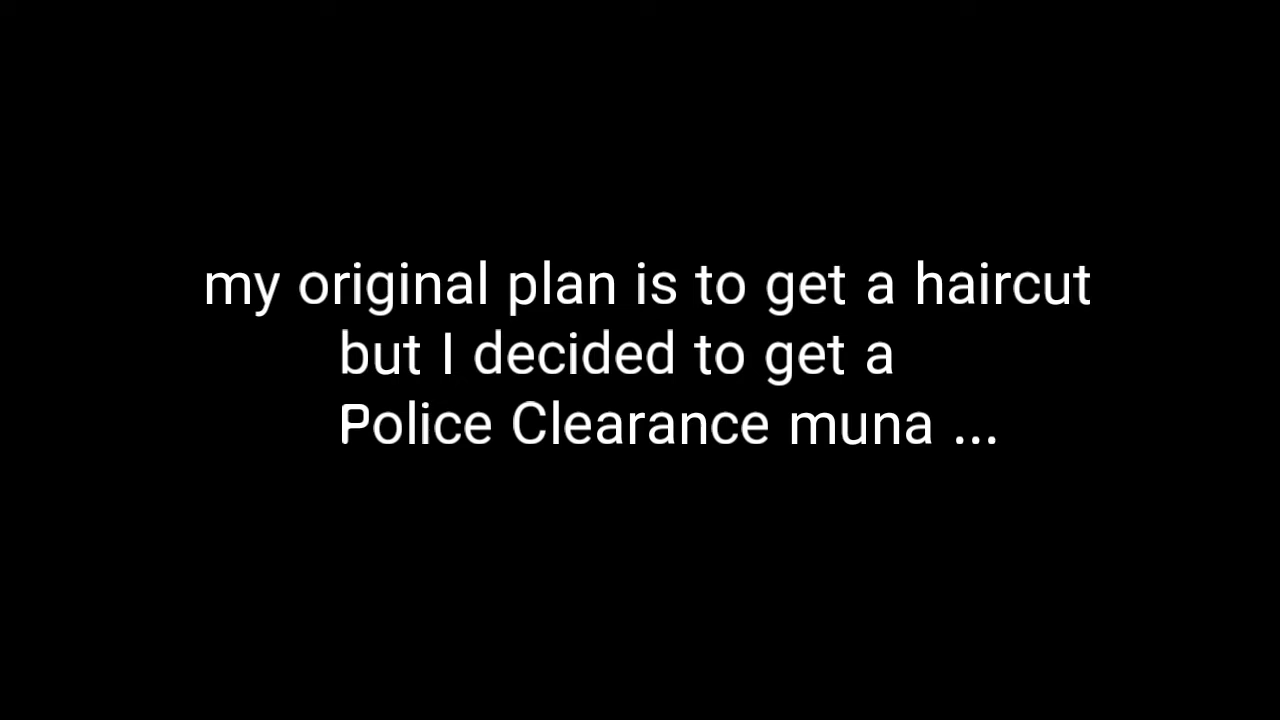 my original plan is to get a haircut
but I decided to get a
Police Clearance muna ...